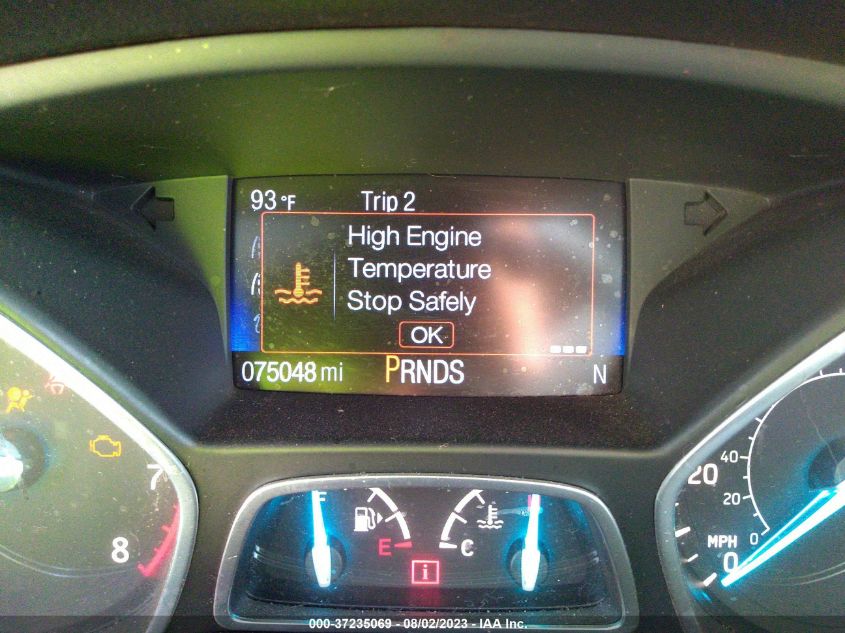 93 °F Trip 2
High Engine
Temperature
Stop Safely
OK
075048 mi PRNDS N
7
8
F
E
C
i
40
20
20
0
MPH
0
000-37235069 - 08/02/2023 - IAA Inc.